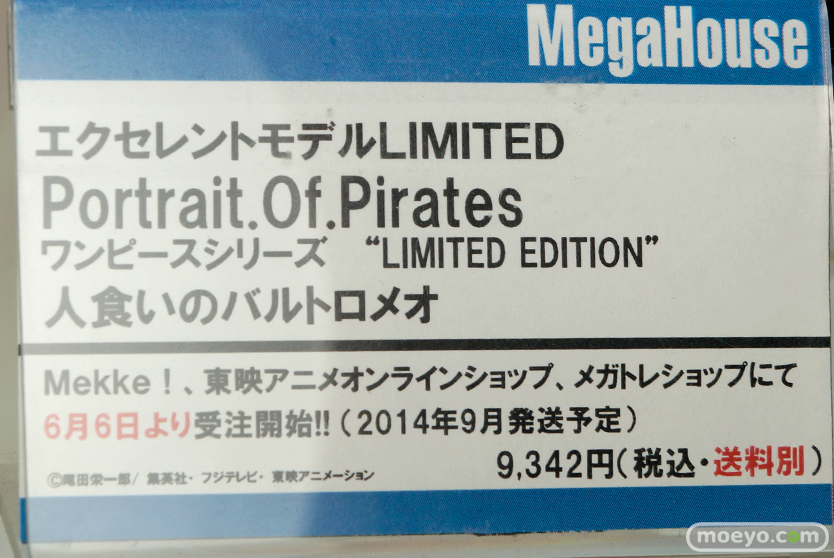 MegaHouse
エクセレントモデルLIMITED
Portrait.Of.Pirates
ワンピースシリーズ “LIMITED EDITION”
人食いのバルトロメオ
Mekke!、東映アニメオンラインショップ、メガトレショップにて
6月6日より受注開始!!(2014年9月発送予定)
9,342円(税込・送料別)
©尾田栄一郎/ 集英社・フジテレビ・東映アニメーション
moeyo.com